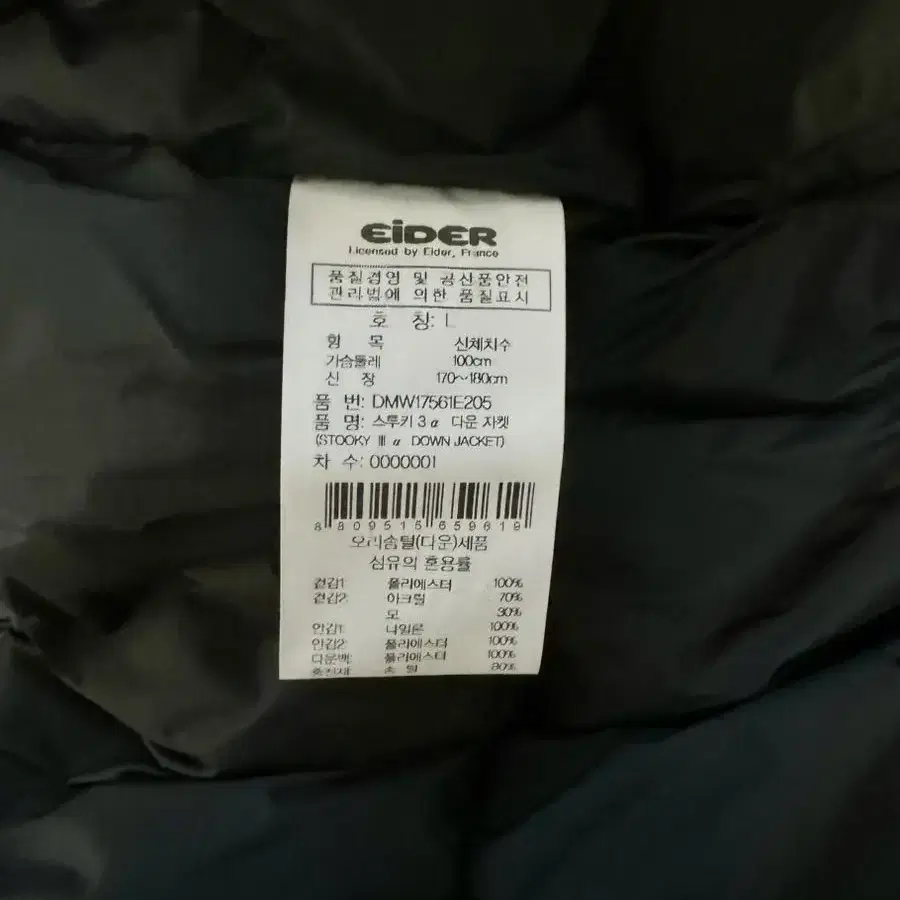 EiDER
Licensed by Eider, France
품질경영 및 공산품안전
관리법에 의한 품질표시
호 칭: L
항 목 신체치수
가슴둘레 100cm
신 장 170~180cm
품 번: DMW17561E205
품 명: 스투키 3 α 다운 자켓
(STOOKY Ⅲ α DOWN JACKET)
차 수: 0000001
8 809515 659619
오리솜털(다운)제품
섬유의 혼용률
겉감1 폴리에스터 100%
겉감2 아크릴 70%
모 30%
안감1 나일론 100%
안감2 폴리에스터 100%
다운백 폴리에스터 100%
충전재 솜 털 80%